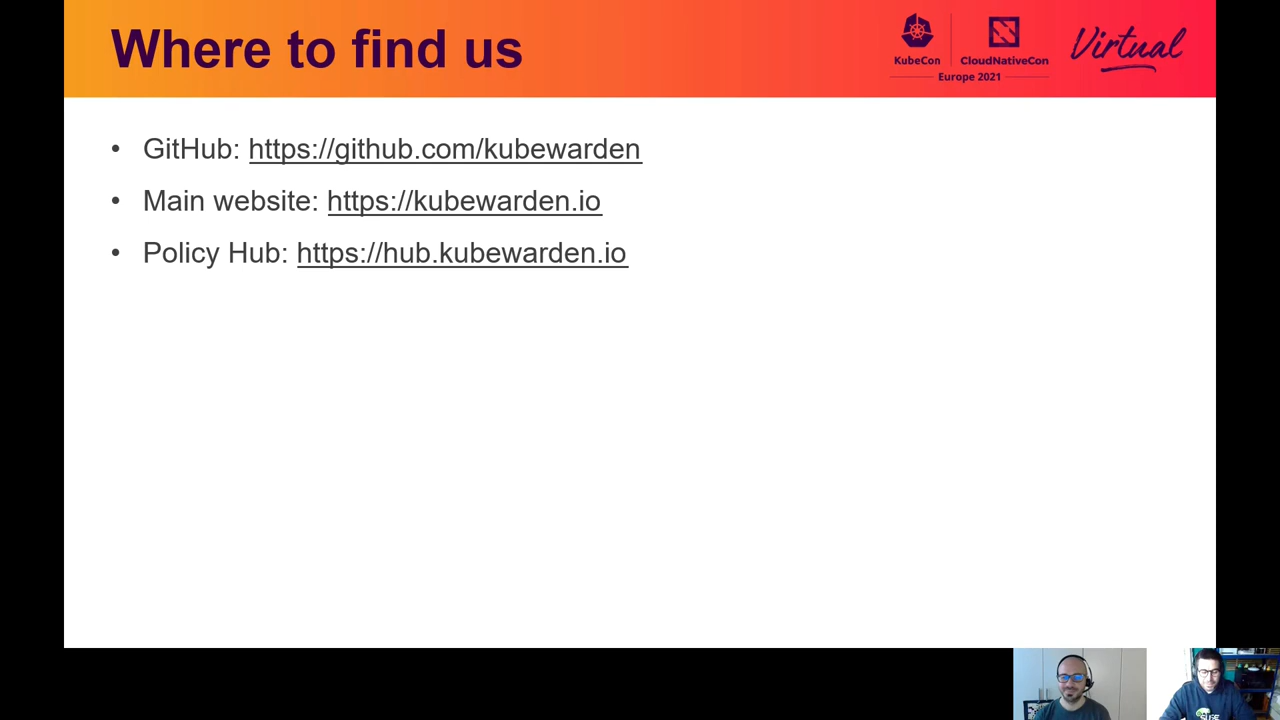 Where to find us
KubeCon
CloudNativeCon
Europe 2021
Virtual
• GitHub: https://github.com/kubewarden
• Main website: https://kubewarden.io
• Policy Hub: https://hub.kubewarden.io
SUSE